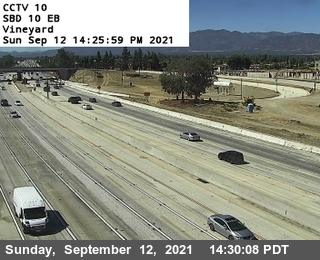 CCTV 10
SBD 10 EB
Vineyard
Sun Sep 12 14:25:59 PM 2021
Sunday, September 12, 2021 14:30:08 PDT